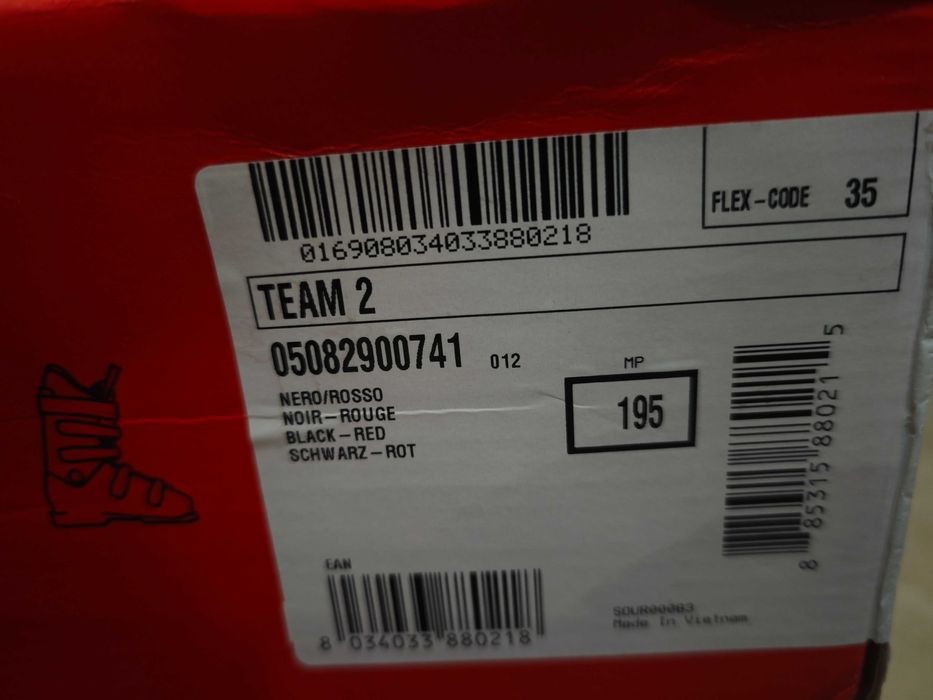 016908034033880218
FLEX-CODE 35
TEAM 2
05082900741 012
NERO/ROSSO
NOIR-ROUGE
BLACK-RED
SCHWARZ-ROT
MP
195
8 85315 88021 5
EAN
8 034033 880218
SOUR00083
Made In Vietnam